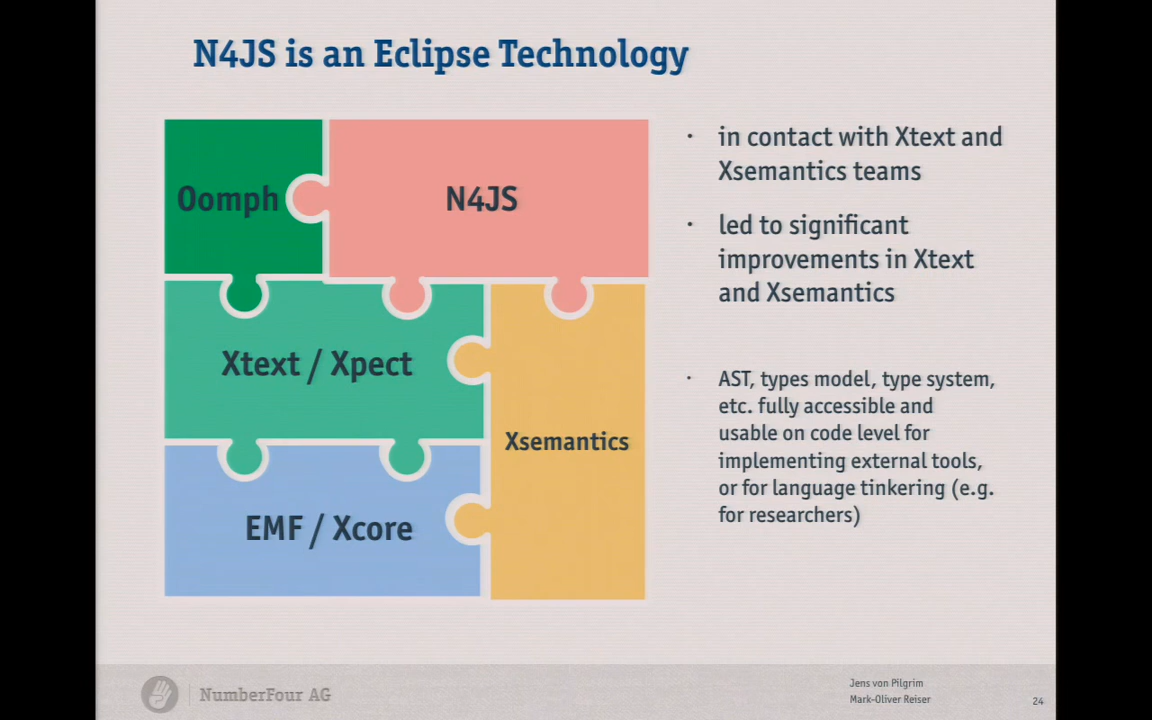 N4JS is an Eclipse Technology
Oomph
N4JS
Xtext / Xpect
Xsemantics
EMF / Xcore
· in contact with Xtext and
Xsemantics teams
· led to significant
improvements in Xtext
and Xsemantics
· AST, types model, type system,
etc. fully accessible and
usable on code level for
implementing external tools,
or for language tinkering (e.g.
for researchers)
NumberFour AG
Jens von Pilgrim
Mark-Oliver Reiser
24